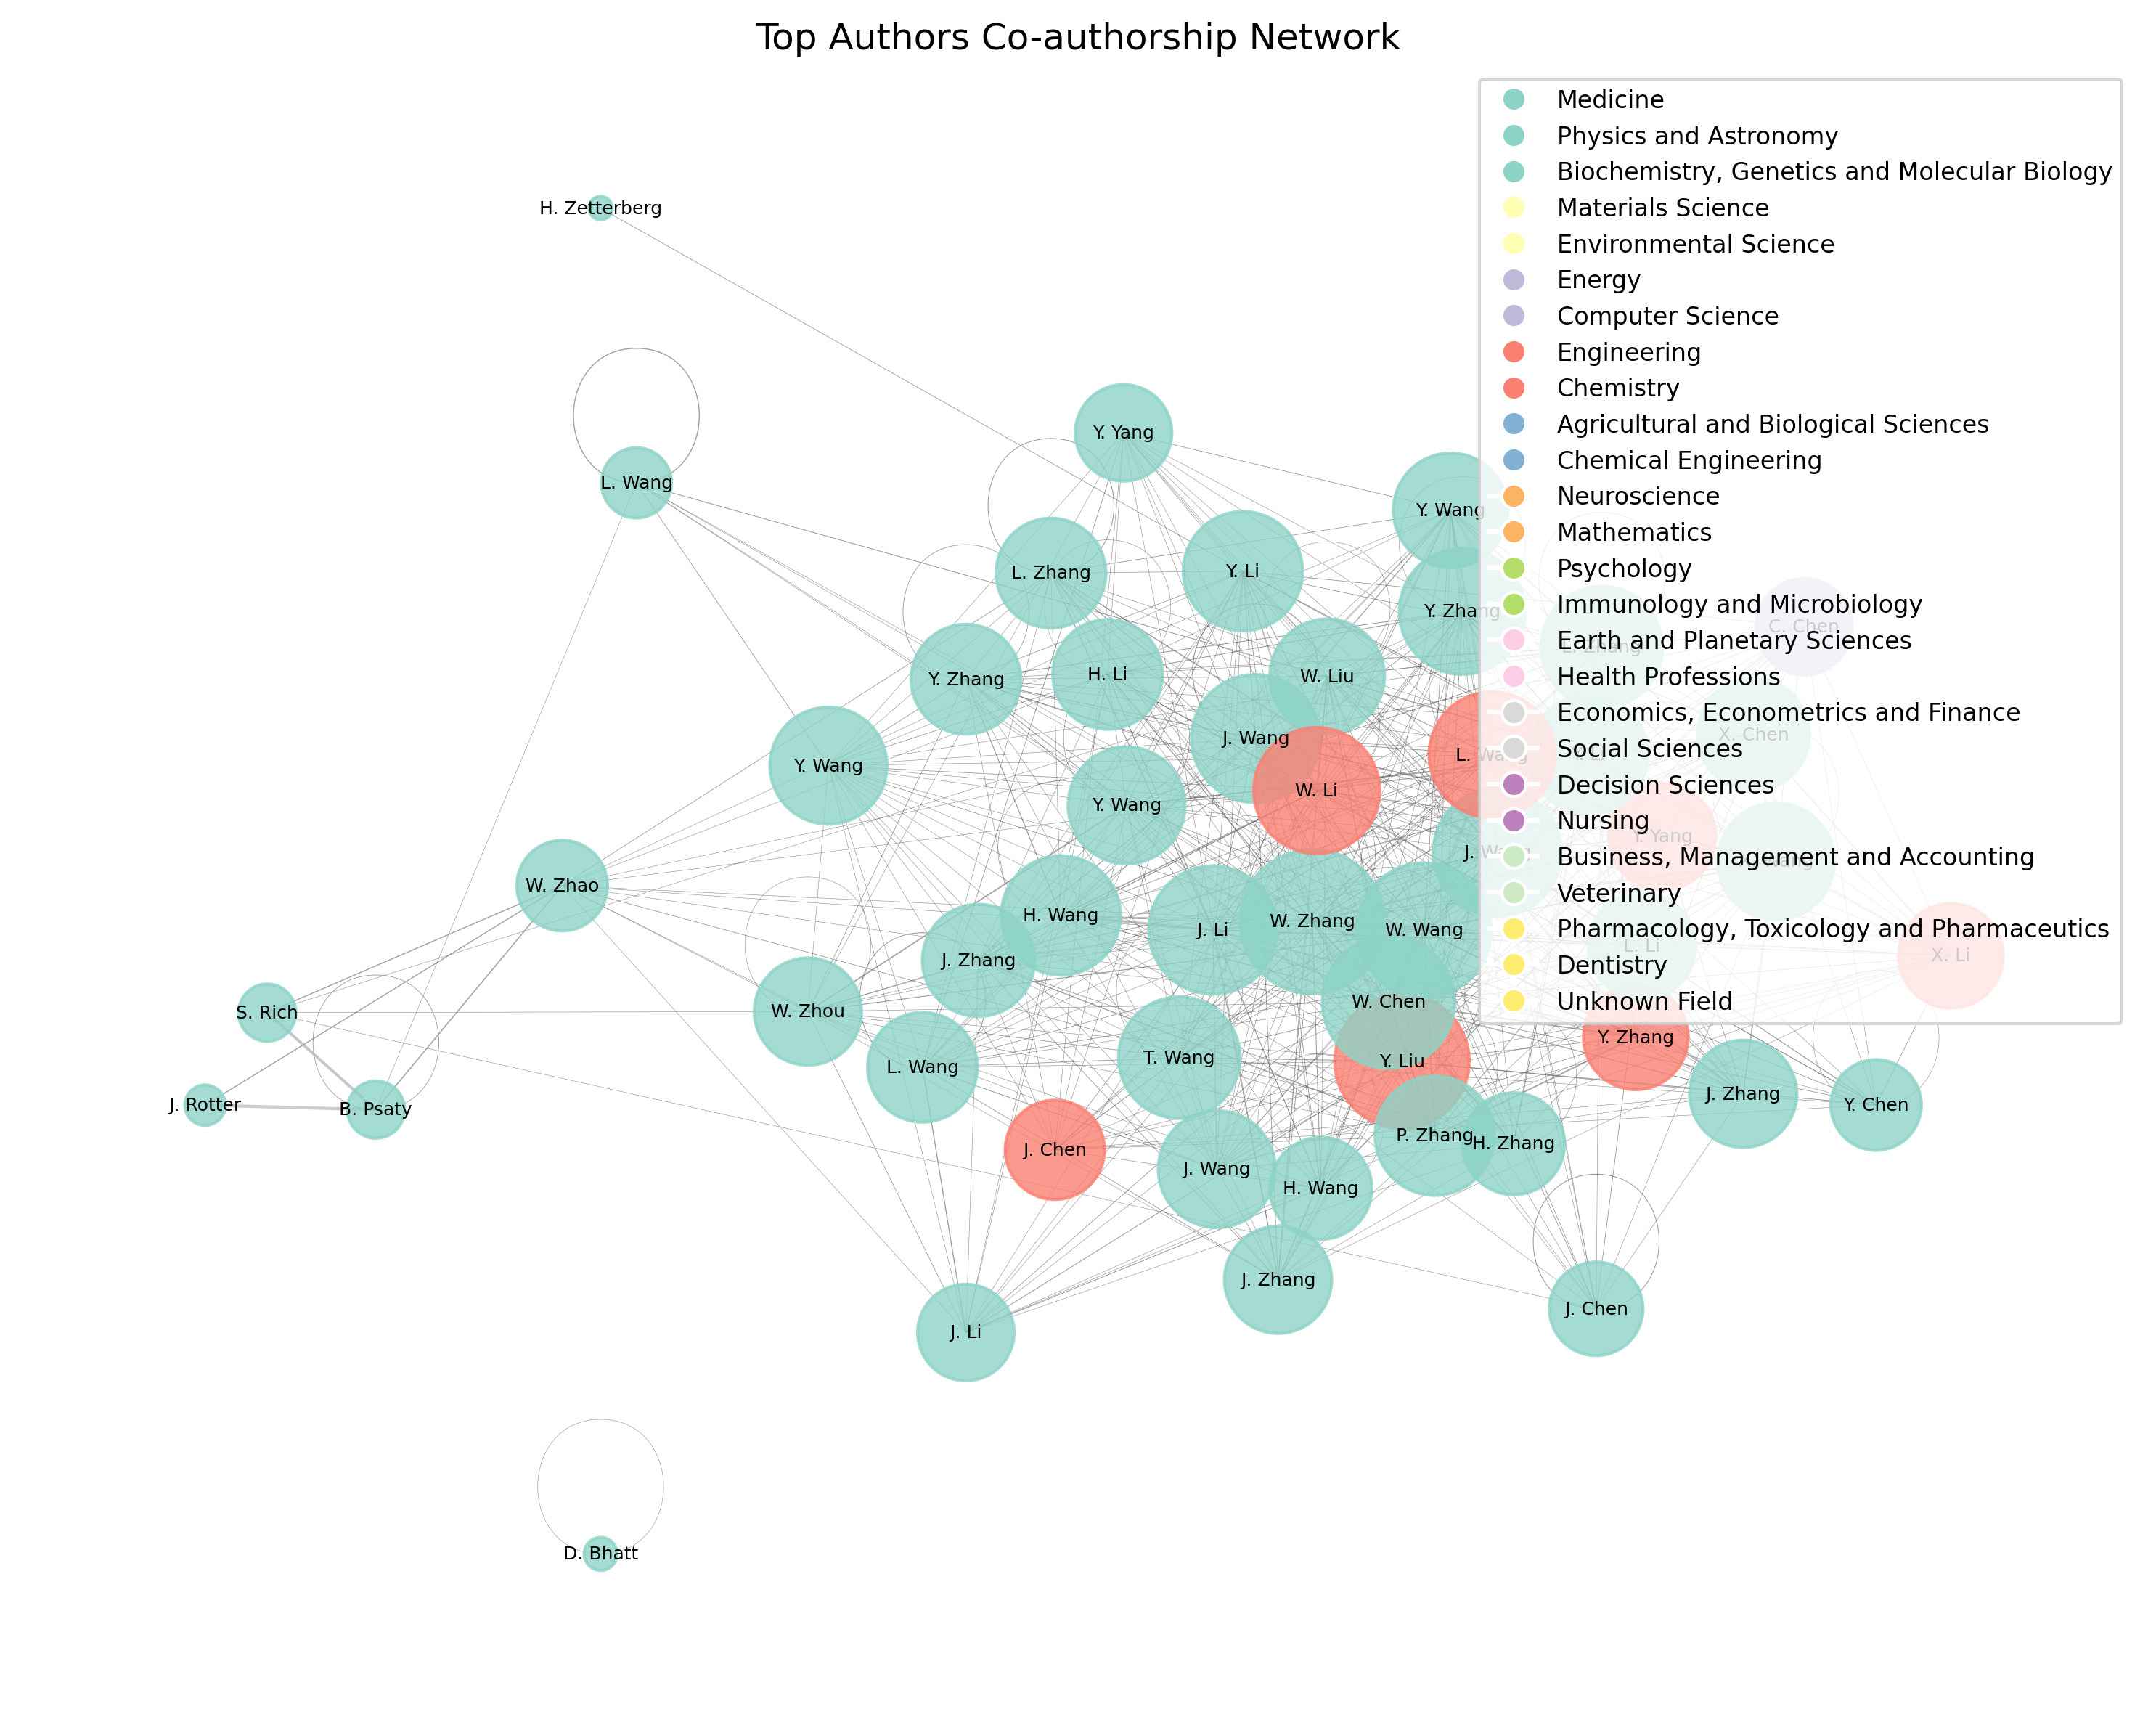 Top Authors Co-authorship Network
Medicine
Physics and Astronomy
Biochemistry, Genetics and Molecular Biology
Materials Science
Environmental Science
Energy
Computer Science
Engineering
Chemistry
Agricultural and Biological Sciences
Chemical Engineering
Neuroscience
Mathematics
Psychology
Immunology and Microbiology
Earth and Planetary Sciences
Health Professions
Economics, Econometrics and Finance
Social Sciences
Decision Sciences
Nursing
Business, Management and Accounting
Veterinary
Pharmacology, Toxicology and Pharmaceutics
Dentistry
Unknown Field
H. Zetterberg
Y. Yang
L. Wang
Y. Wang
L. Zhang
Y. Li
Y. Zhang
C. Chen
L. Zhang
H. Li
W. Liu
Y. Zhang
J. Wang
X. Chen
L. Wang
Y. Wang
W. Li
Y. Wang
Y. Yang
J. Wang
W. Zhao
H. Wang
W. Zhang
J. Li
W. Wang
L. Li
X. Li
J. Zhang
W. Chen
S. Rich
W. Zhou
Y. Zhang
T. Wang
Y. Liu
L. Wang
J. Zhang
J. Rotter
B. Psaty
Y. Chen
P. Zhang
H. Zhang
J. Chen
J. Wang
H. Wang
J. Zhang
J. Chen
J. Li
D. Bhatt